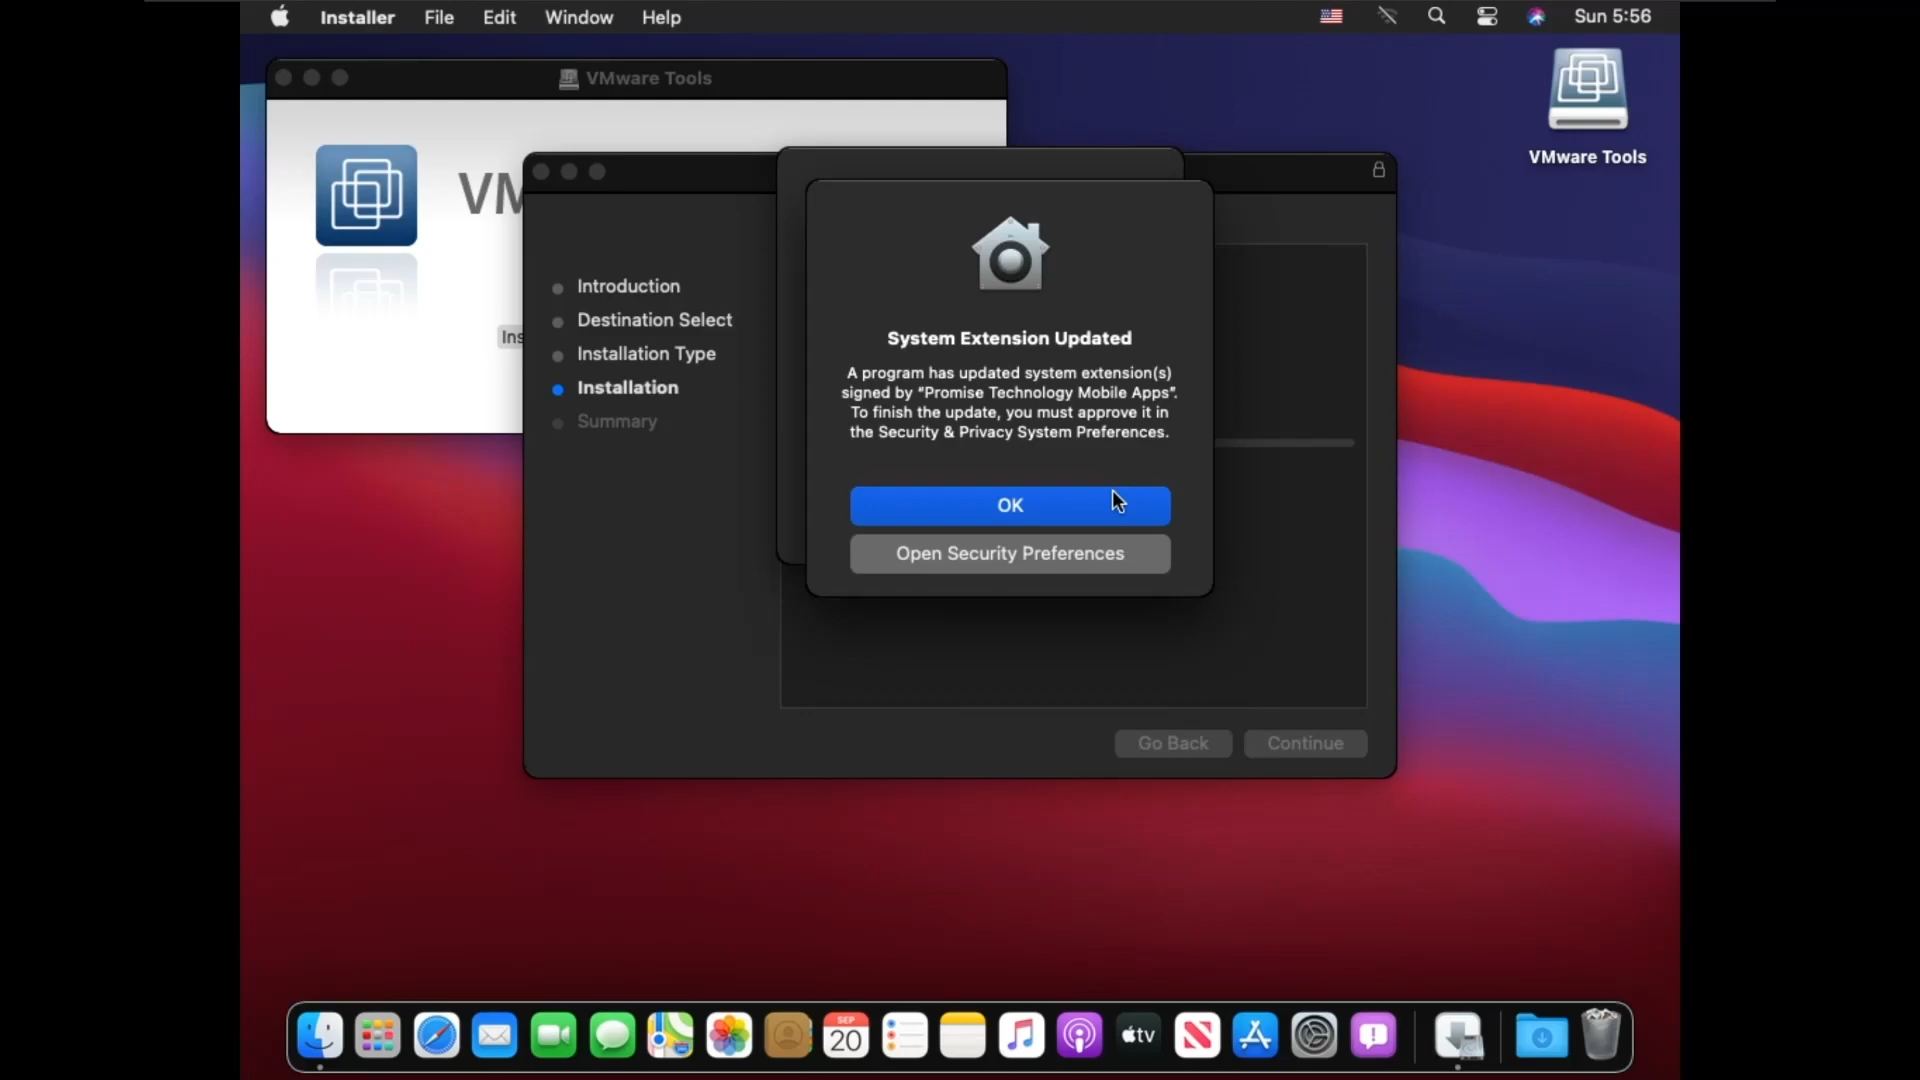 Installer File Edit Window Help Sun 5:56
VMware Tools
VMware Tools
VM
Ins
Introduction
Destination Select
Installation Type
Installation
Summary
System Extension Updated
A program has updated system extension(s)
signed by “Promise Technology Mobile Apps”.
To finish the update, you must approve it in
the Security & Privacy System Preferences.
OK
Open Security Preferences
Go Back Continue
SEP
20
tv